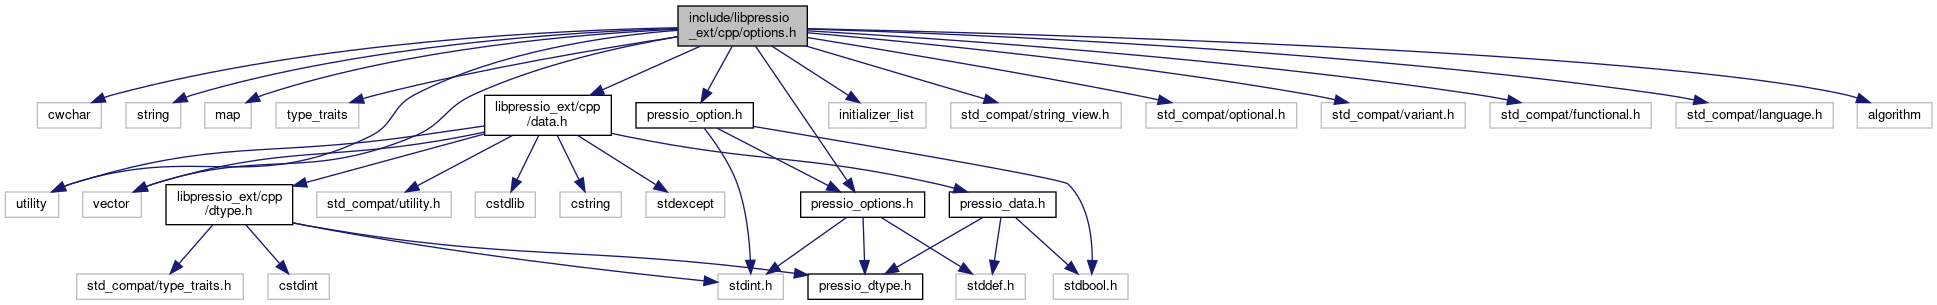 include/libpressio
_ext/cpp/options.h
cwchar
string
map
type_traits
libpressio_ext/cpp
/data.h
pressio_option.h
initializer_list
std_compat/string_view.h
std_compat/optional.h
std_compat/variant.h
std_compat/functional.h
std_compat/language.h
algorithm
utility
vector
libpressio_ext/cpp
/dtype.h
std_compat/utility.h
cstdlib
cstring
stdexcept
pressio_options.h
pressio_data.h
std_compat/type_traits.h
cstdint
stdint.h
pressio_dtype.h
stddef.h
stdbool.h